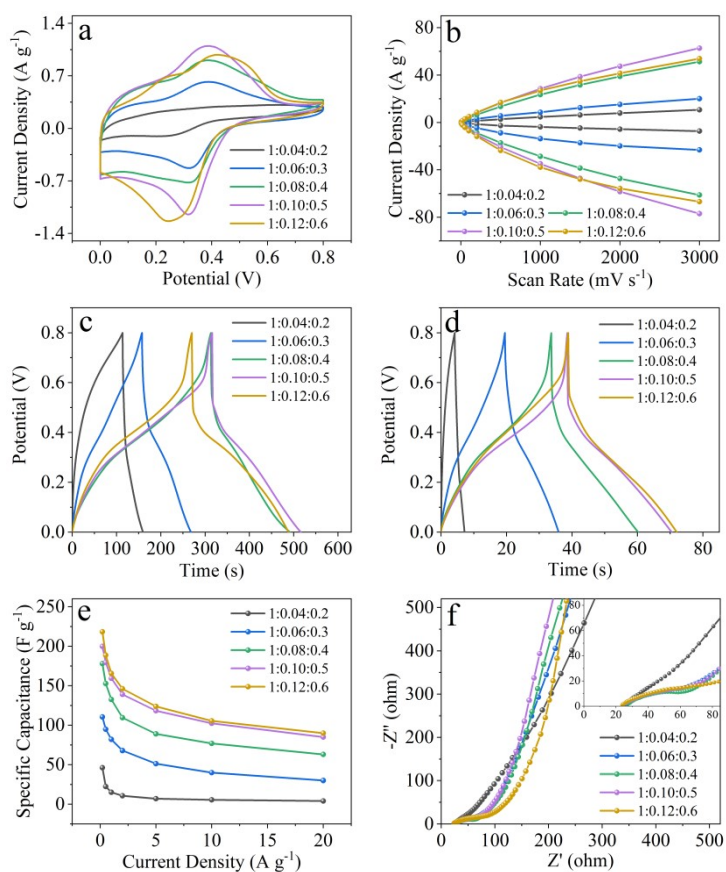 a
1.4
0.7
0.0
-0.7
-1.4
Current Density (A g-1)
0.0 0.2 0.4 0.6 0.8
Potential (V)
1:0.04:0.2
1:0.06:0.3
1:0.08:0.4
1:0.10:0.5
1:0.12:0.6
b
80
40
0
-40
-80
Current Density (A g-1)
0 1000 2000 3000
Scan Rate (mV s-1)
1:0.04:0.2
1:0.06:0.3 1:0.08:0.4
1:0.10:0.5 1:0.12:0.6
c
0.8
0.6
0.4
0.2
0.0
Potential (V)
0 100 200 300 400 500 600
Time (s)
1:0.04:0.2
1:0.06:0.3
1:0.08:0.4
1:0.10:0.5
1:0.12:0.6
d
0.8
0.6
0.4
0.2
0.0
Potential (V)
0 20 40 60 80
Time (s)
1:0.04:0.2
1:0.06:0.3
1:0.08:0.4
1:0.10:0.5
1:0.12:0.6
e
250
200
150
100
50
0
Specific Capacitance (F g-1)
0 5 10 15 20
Current Density (A g-1)
1:0.04:0.2
1:0.06:0.3
1:0.08:0.4
1:0.10:0.5
1:0.12:0.6
f
500
400
300
200
100
0
-Z" (ohm)
0 100 200 300 400 500
Z' (ohm)
80
60
40
20
0
0 20 40 60 80
1:0.04:0.2
1:0.06:0.3
1:0.08:0.4
1:0.10:0.5
1:0.12:0.6